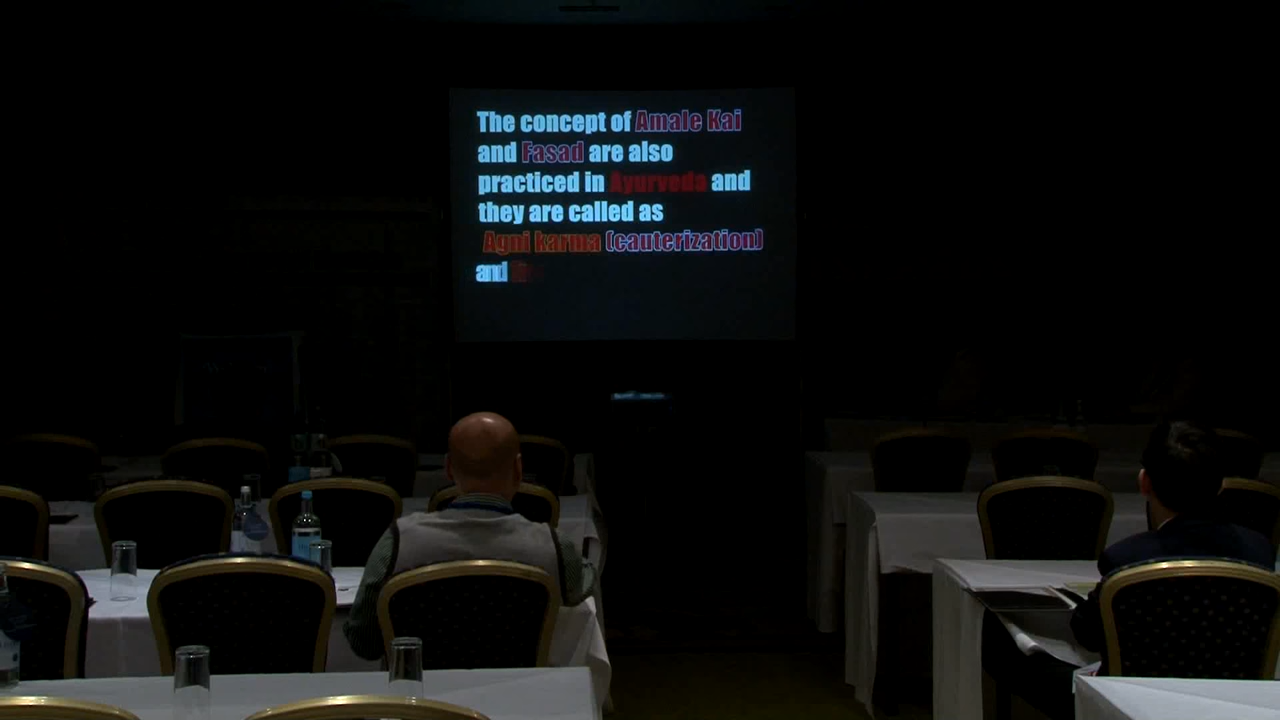 The concept of Amale Kai
and Fasad are also
practiced in Ayurveda and
they are called as
Agni karma (cauterization)
and